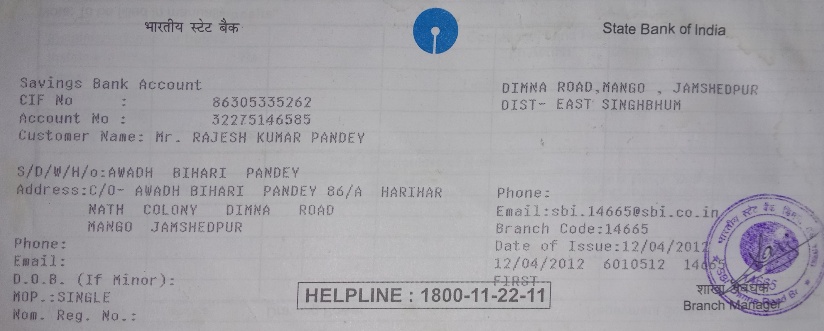 भारतीय स्टेट बैंक
State Bank of India
Savings Bank Account
CIF No : 86305335262
Account No : 32275146585
Customer Name: Mr. RAJESH KUMAR PANDEY
S/D/W/H/o:AWADH BIHARI PANDEY
Address:C/O- AWADH BIHARI PANDEY 86/A HARIHAR
NATH COLONY DIMNA ROAD
MANGO JAMSHEDPUR
Phone:
Email:
D.O.B. (If Minor):
MOP.:SINGLE
Nom. Reg. No.:
DIMNA ROAD,MANGO , JAMSHEDPUR
DIST- EAST SINGHBHUM
Phone:
Email:sbi.14665@sbi.co.in
Branch Code:14665
Date of Issue:12/04/2012
12/04/2012 6010512 14665
FIRST
HELPLINE : 1800-11-22-11
शाखा प्रबंधक
Branch Manager
भारतीय स्टेट बैंक
14665